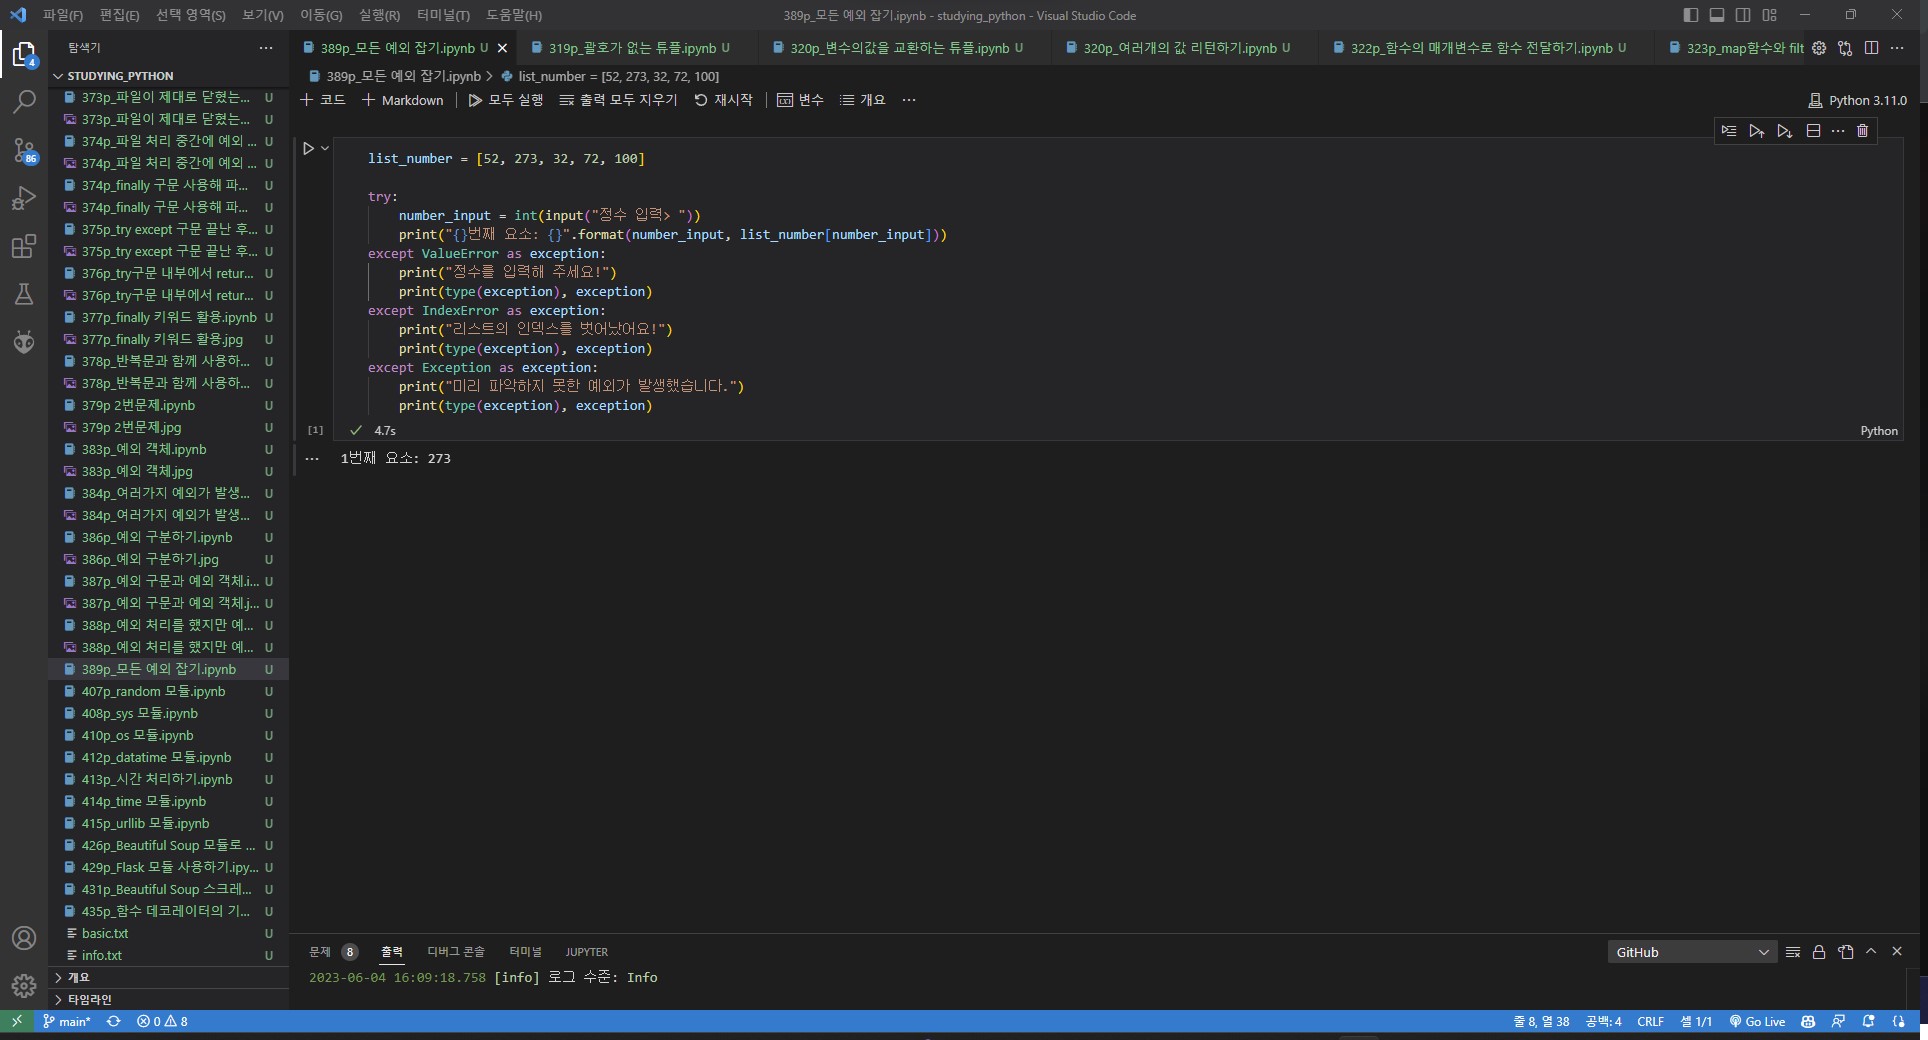 파일(F) 편집(E) 선택 영역(S) 보기(V) 이동(G) 실행(R) 터미널(T) 도움말(H)
389p_모든 예외 잡기.ipynb - studying_python - Visual Studio Code
탐색기
STUDYING_PYTHON
373p_파일이 제대로 닫혔는... U
373p_파일이 제대로 닫혔는... U
374p_파일 처리 중간에 예외 ... U
374p_파일 처리 중간에 예외 ... U
374p_finally 구문 사용해 파... U
374p_finally 구문 사용해 파... U
375p_try except 구문 끝난 후... U
375p_try except 구문 끝난 후... U
376p_try구문 내부에서 retur... U
376p_try구문 내부에서 retur... U
377p_finally 키워드 활용.ipynb U
377p_finally 키워드 활용.jpg U
378p_반복문과 함께 사용하... U
378p_반복문과 함께 사용하... U
379p 2번문제.ipynb U
379p 2번문제.jpg U
383p_예외 객체.ipynb U
383p_예외 객체.jpg U
384p_여러가지 예외가 발생... U
384p_여러가지 예외가 발생... U
386p_예외 구분하기.ipynb U
386p_예외 구분하기.jpg U
387p_예외 구문과 예외 객체.i... U
387p_예외 구문과 예외 객체.j... U
388p_예외 처리를 했지만 예... U
388p_예외 처리를 했지만 예... U
389p_모든 예외 잡기.ipynb U
407p_random 모듈.ipynb U
408p_sys 모듈.ipynb U
410p_os 모듈.ipynb U
412p_datatime 모듈.ipynb U
413p_시간 처리하기.ipynb U
414p_time 모듈.ipynb U
415p_urllib 모듈.ipynb U
426p_Beautiful Soup 모듈로 ... U
429p_Flask 모듈 사용하기.ipy... U
431p_Beautiful Soup 스크레... U
435p_함수 데코레이터의 기... U
basic.txt U
info.txt U
개요
타임라인
4
86
389p_모든 예외 잡기.ipynb U 319p_괄호가 없는 튜플.ipynb U 320p_변수의값을 교환하는 튜플.ipynb U 320p_여러개의 값 리턴하기.ipynb U 322p_함수의 매개변수로 함수 전달하기.ipynb U 323p_map함수와 filt
389p_모든 예외 잡기.ipynb > list_number = [52, 273, 32, 72, 100]
+ 코드 + Markdown 모두 실행 출력 모두 지우기 재시작 변수 개요 ... Python 3.11.0
list_number = [52, 273, 32, 72, 100]
try:
number_input = int(input("정수 입력> "))
print("{}번째 요소: {}".format(number_input, list_number[number_input]))
except ValueError as exception:
print("정수를 입력해 주세요!")
print(type(exception), exception)
except IndexError as exception:
print("리스트의 인덱스를 벗어났어요!")
print(type(exception), exception)
except Exception as exception:
print("미리 파악하지 못한 예외가 발생했습니다.")
print(type(exception), exception)
[1] 4.7s Python
1번째 요소: 273
문제 8 출력 디버그 콘솔 터미널 JUPYTER GitHub
2023-06-04 16:09:18.758 [info] 로그 수준: Info
main* 0 8 줄 8, 열 38 공백: 4 CRLF 셀 1/1 Go Live